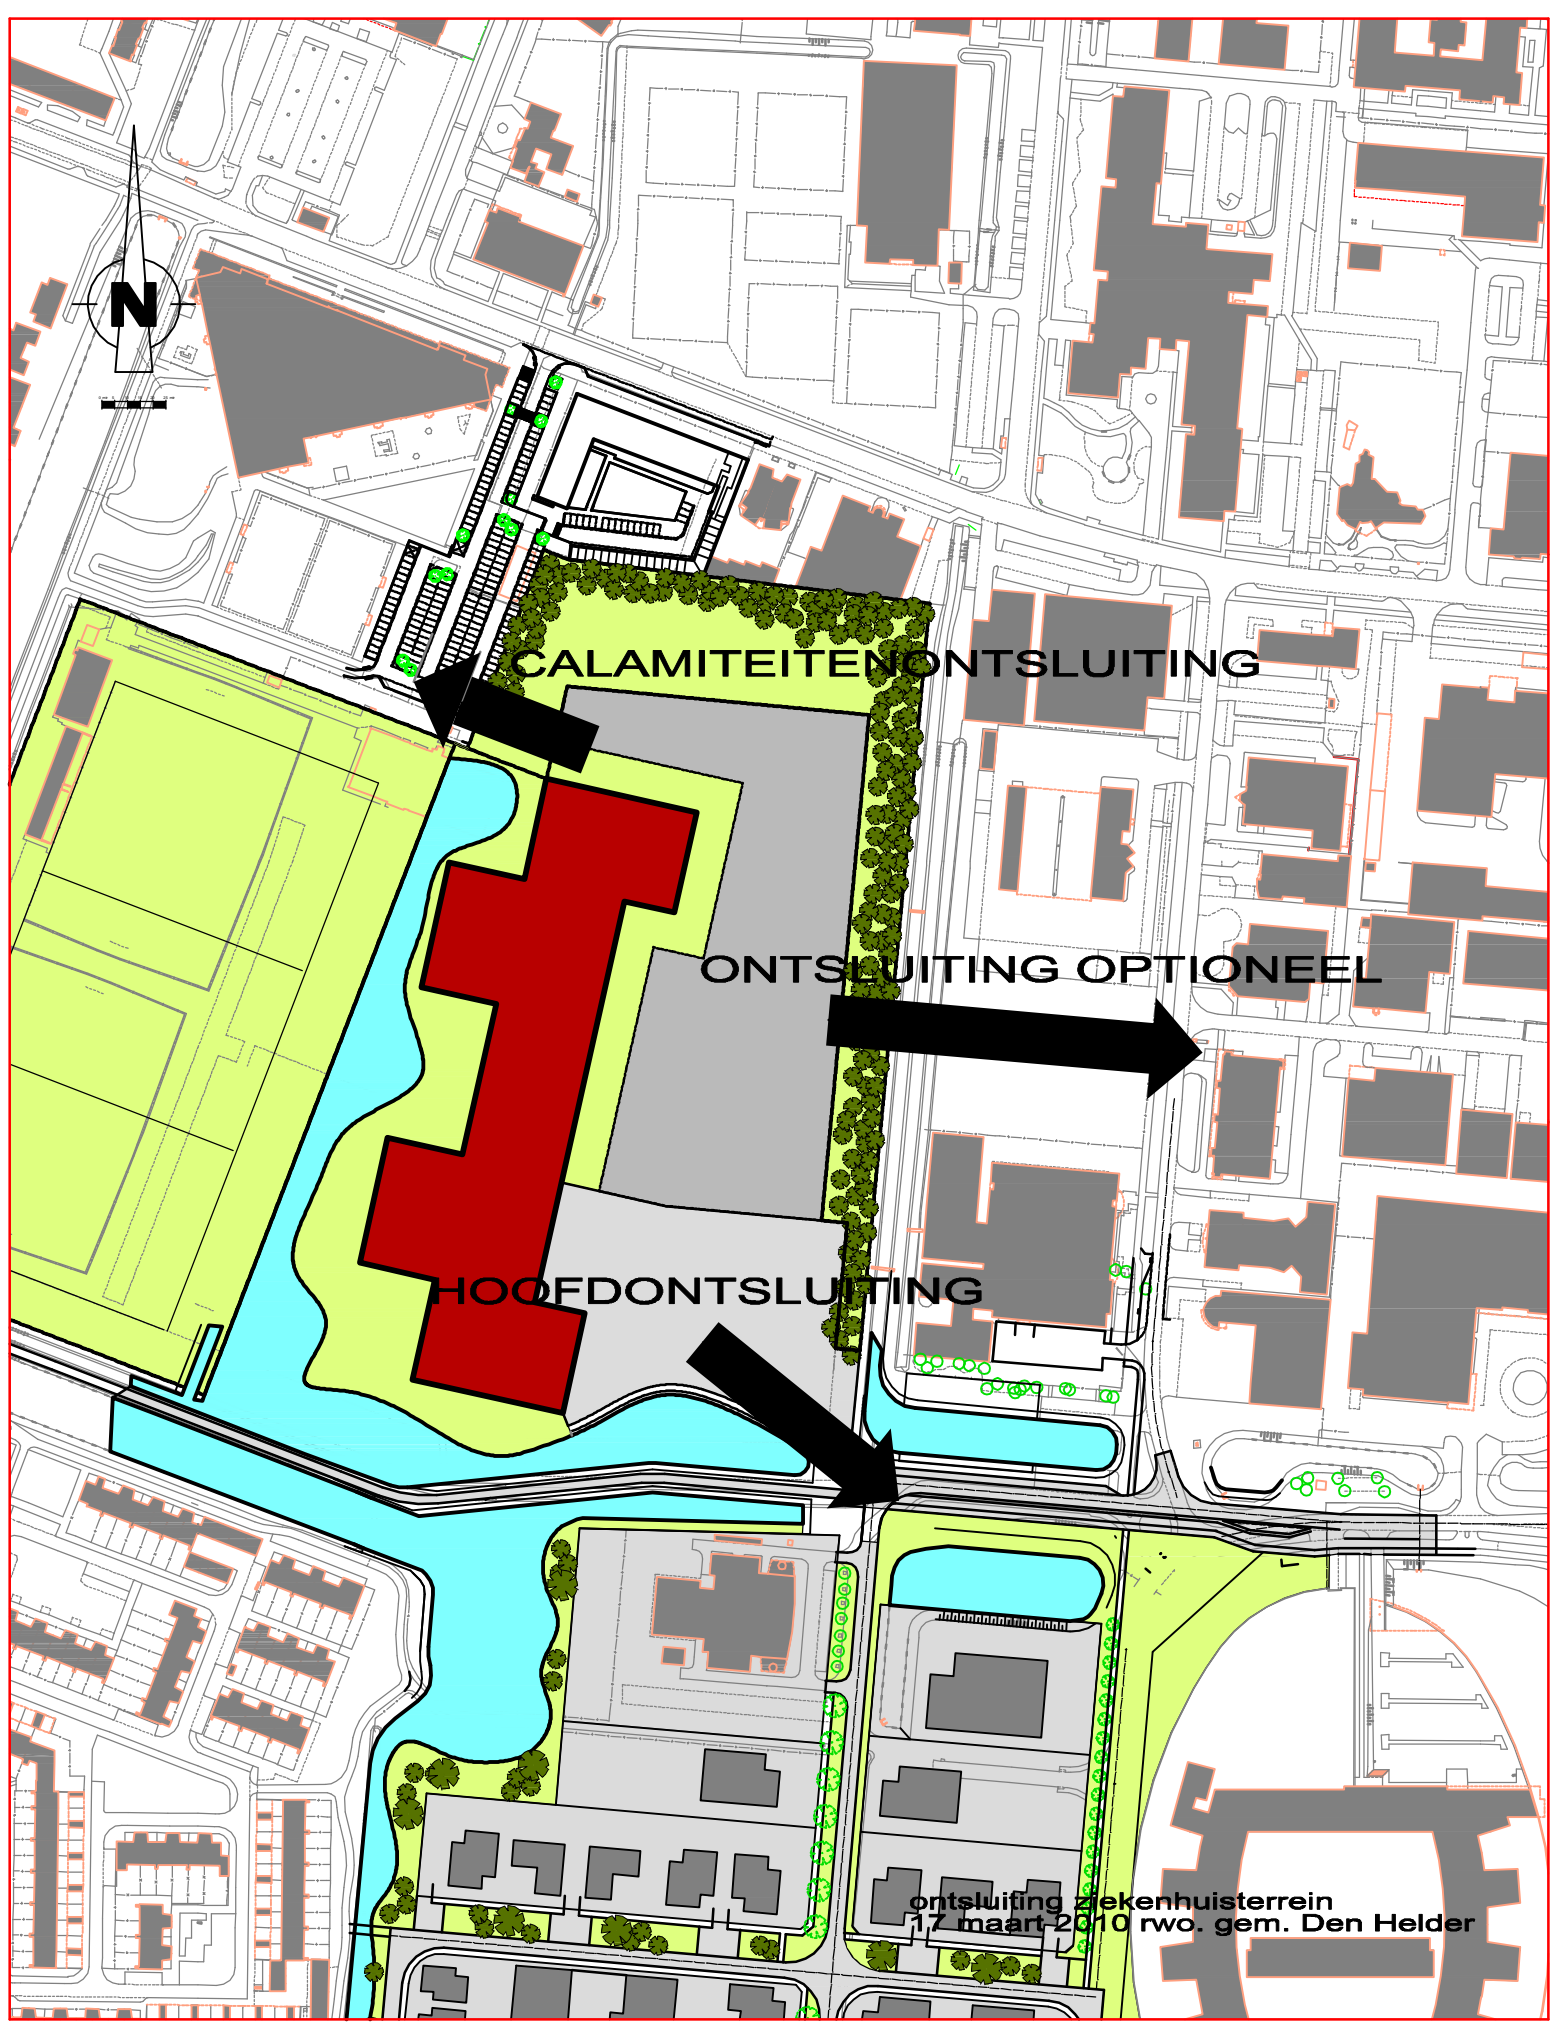 N
CALAMITEITENONTSLUITING
ONTSLUITING OPTIONEEL
HOOFDONTSLUITING
ontsluiting ziekenhuisterrein
17 maart 2010 rwo. gem. Den Helder